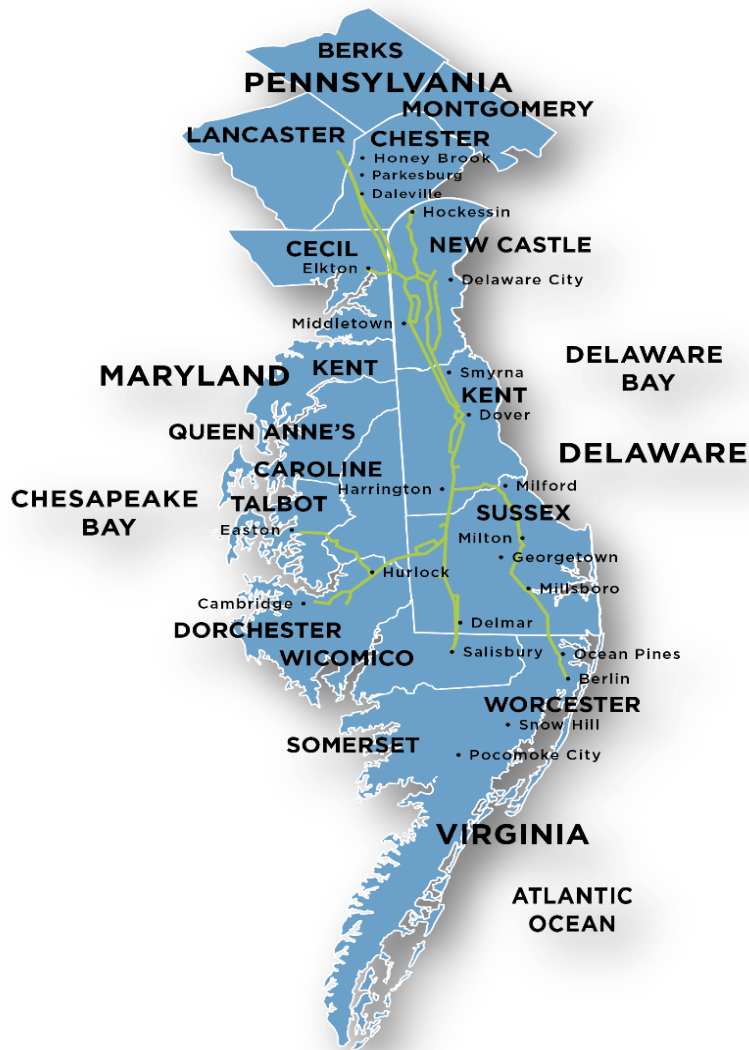 BERKS
PENNSYLVANIA
MONTGOMERY
LANCASTER
CHESTER
Honey Brook
Parkesburg
Daleville
Hockessin
CECIL
NEW CASTLE
Elkton
Delaware City
Middletown
DELAWARE
BAY
MARYLAND
KENT
Smyrna
KENT
Dover
QUEEN ANNE'S
DELAWARE
CAROLINE
CHESAPEAKE
BAY
TALBOT
Harrington
Milford
SUSSEX
Easton
Milton
Georgetown
Hurlock
Millsboro
Cambridge
Delmar
DORCHESTER
WICOMICO
Salisbury
Ocean Pines
Berlin
WORCESTER
Snow Hill
SOMERSET
Pocomoke City
VIRGINIA
ATLANTIC
OCEAN